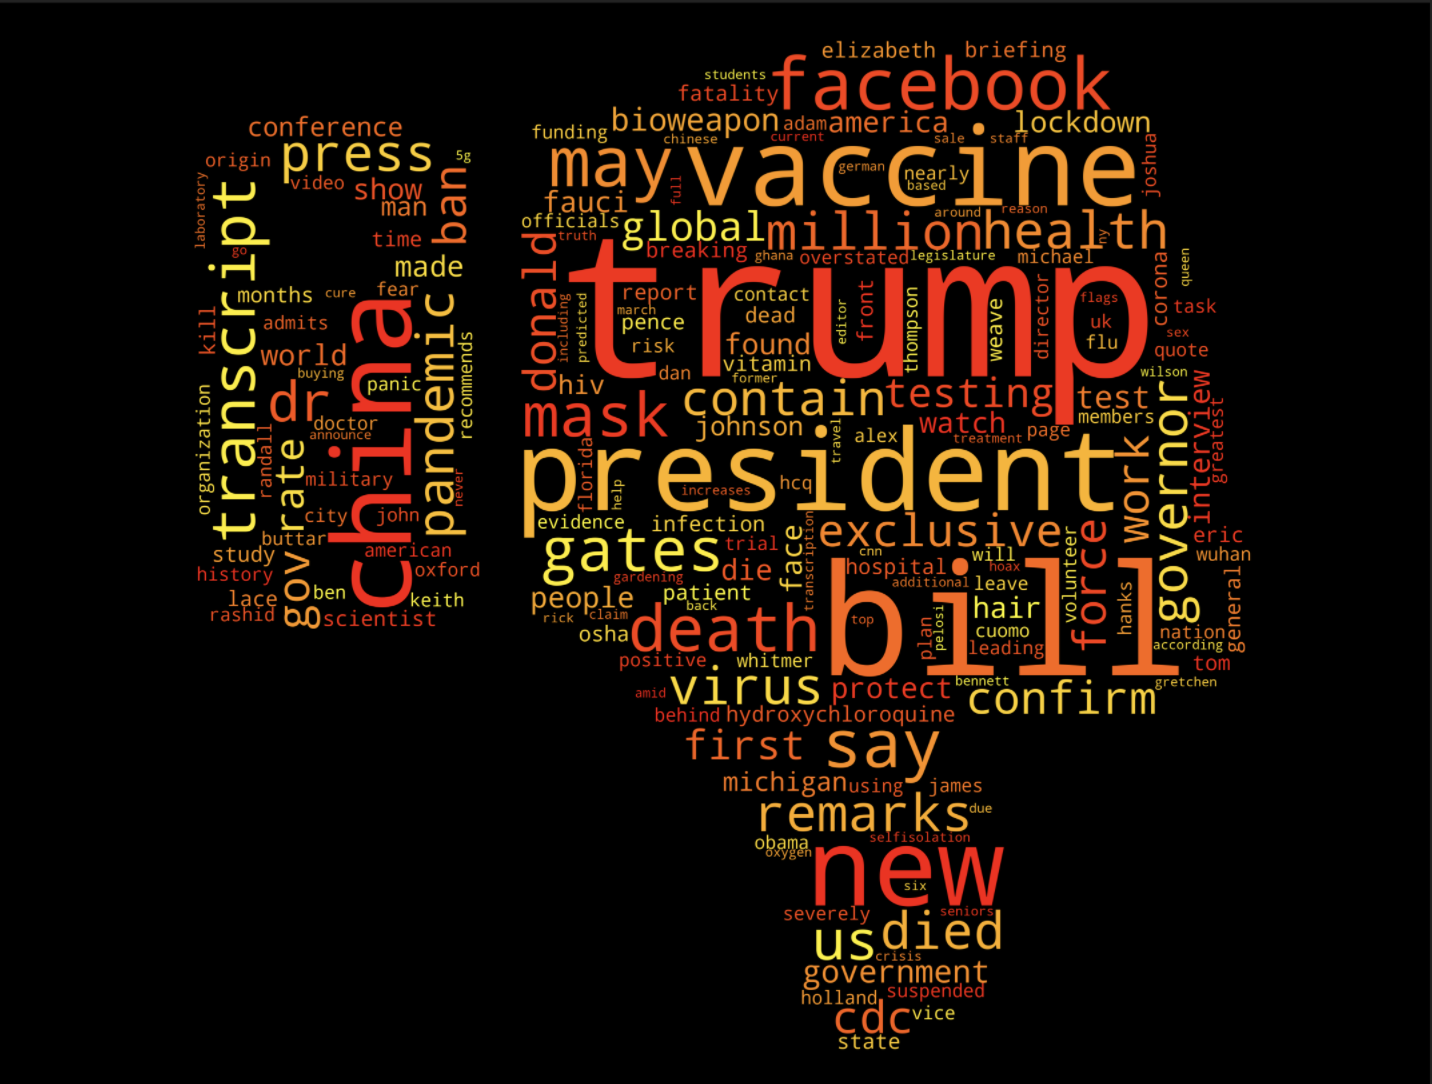 elizabeth briefing
students
facebook
fatality
funding
bioweapon
adam
america
lockdown
chinese
current
sale
staff
may
vaccine
joshua
german
nearly
based
full
fauci
officials
global
million
health
around
reason
truth
ny
donald
breaking
ghana
overstated
legislature
michael
corona
queen
trump
report
contact
march
pence
dead
editor
front
thompson
weave
director
flags
uk
flu
task
sex
quote
including
predicted
risk
found
vitamin
dan
former
wilson
hiv
contain
testing
test
mask
johnson
watch
members
treatment
page
travel
alex
president
florida
help
increases
hcq
work
governor
interview
greatest
evidence
infection
exclusive
eric
wuhan
gates
trial
face
transcription
cnn
will
hoax
volunteer
force
gardening
die
hospital
additional
leave
people
patient
back
bill
top
pelosi
hair
hanks
general
rick
claim
osha
death
cuomo
plan
leading
nation
according
positive
whitmer
tom
amid
virus
protect
bennett
confirm
gretchen
behind
hydroxychloroquine
first
say
michigan
using
james
remarks
due
obama
oxygen
selfisolation
new
six
severely
seniors
us
died
crisis
government
holland
suspended
cdc
vice
state
conference
origin
press
5g
laboratory
video
show
man
ban
transcript
go
time
made
months
cure
fear
kill
admits
china
pandemic
world
buying
panic
recommends
organization
dr
doctor
announce
randall
rate
military
never
city
john
buttar
study
american
history
gov
oxford
lace
ben
keith
rashid
scientist